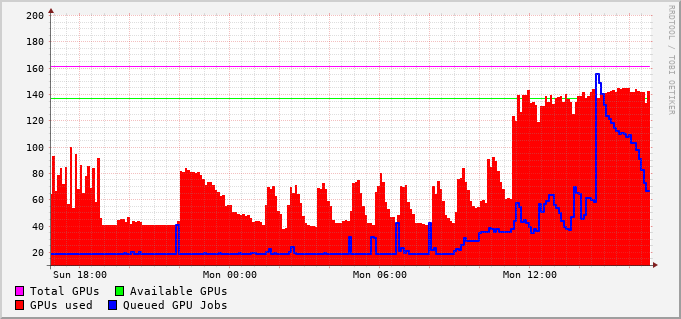 200
180
160
140
120
100
80
60
40
20
Sun 18:00 Mon 00:00 Mon 06:00 Mon 12:00
Total GPUs Available GPUs
GPUs used Queued GPU Jobs
RRDTOOL / TOBI OETIKER